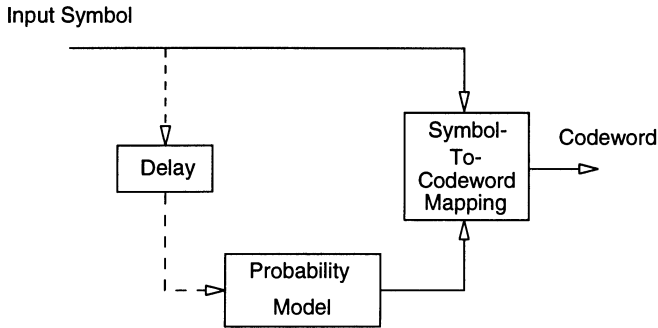 Input Symbol
Symbol-
To-
Codeword
Mapping
Codeword
Delay
Probability
Model